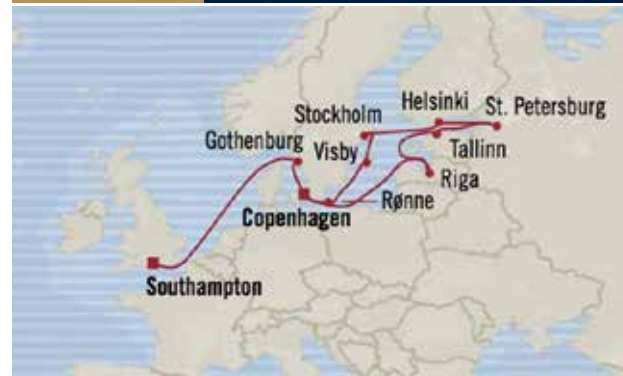 Helsinki
St. Petersburg
Stockholm
Gothenburg
Visby
Tallinn
Riga
Rønne
Copenhagen
Southampton